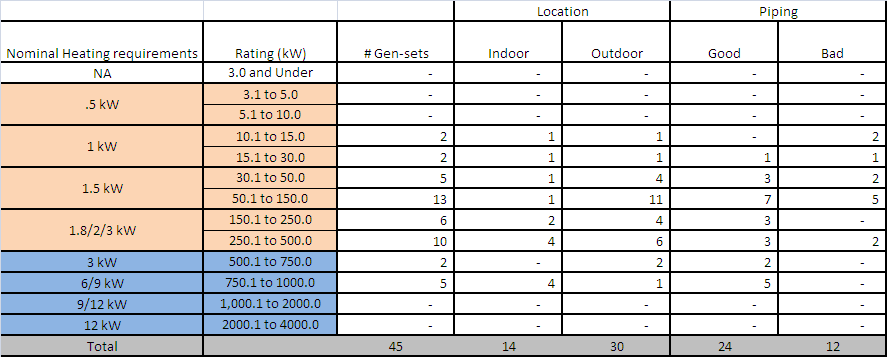 Location Piping
Nominal Heating requirements Rating (kW) # Gen-sets Indoor Outdoor Good Bad
NA 3.0 and Under - - - - -
.5 kW 3.1 to 5.0 - - - - -
5.1 to 10.0 - - - - -
1 kW 10.1 to 15.0 2 1 1 - 2
15.1 to 30.0 2 1 1 1 1
1.5 kW 30.1 to 50.0 5 1 4 3 2
50.1 to 150.0 13 1 11 7 5
1.8/2/3 kW 150.1 to 250.0 6 2 4 3 -
250.1 to 500.0 10 4 6 3 2
3 kW 500.1 to 750.0 2 - 2 2 -
6/9 kW 750.1 to 1000.0 5 4 1 5 -
9/12 kW 1,000.1 to 2000.0 - - - - -
12 kW 2000.1 to 4000.0 - - - - -
Total 45 14 30 24 12